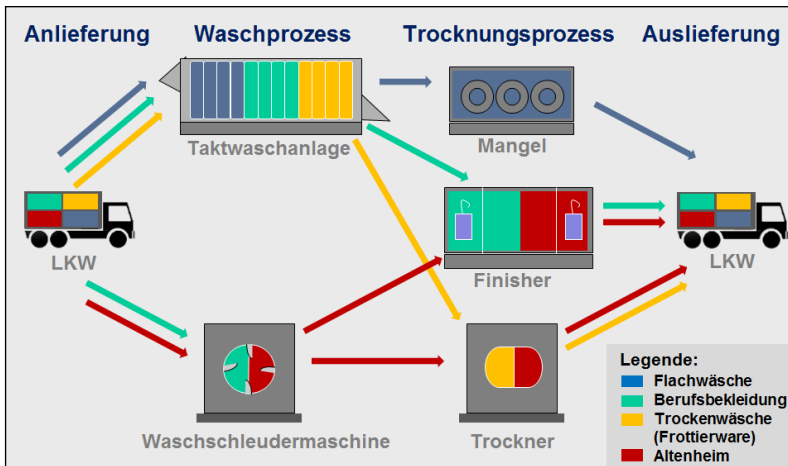 Anlieferung
Waschprozess
Trocknungsprozess
Auslieferung
Taktwaschanlage
Mangel
LKW
Finisher
LKW
Waschschleudermaschine
Trockner
Legende:
Flachwäsche
Berufsbekleidung
Trockenwäsche
(Frottierware)
Altenheim